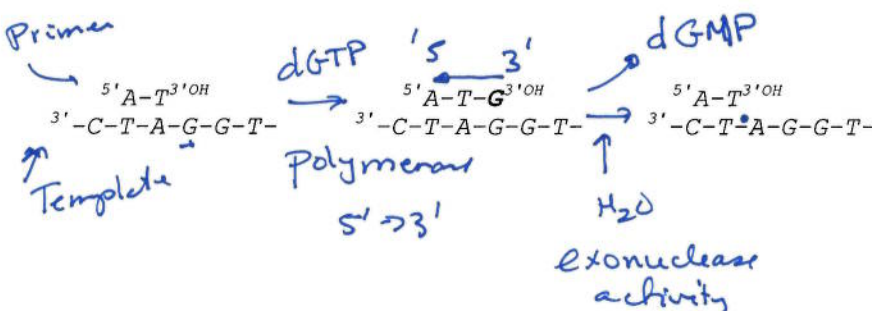 Primer
dGTP
'5 3'
dGMP
5'A-T3'OH
3'-C-T-A-G-G-T-
5'A-T-G3'OH
3'-C-T-A-G-G-T-
5'A-T3'OH
3'-C-T-A-G-G-T-
Template
Polymerase
5'->3'
H2O
exonuclease
activity